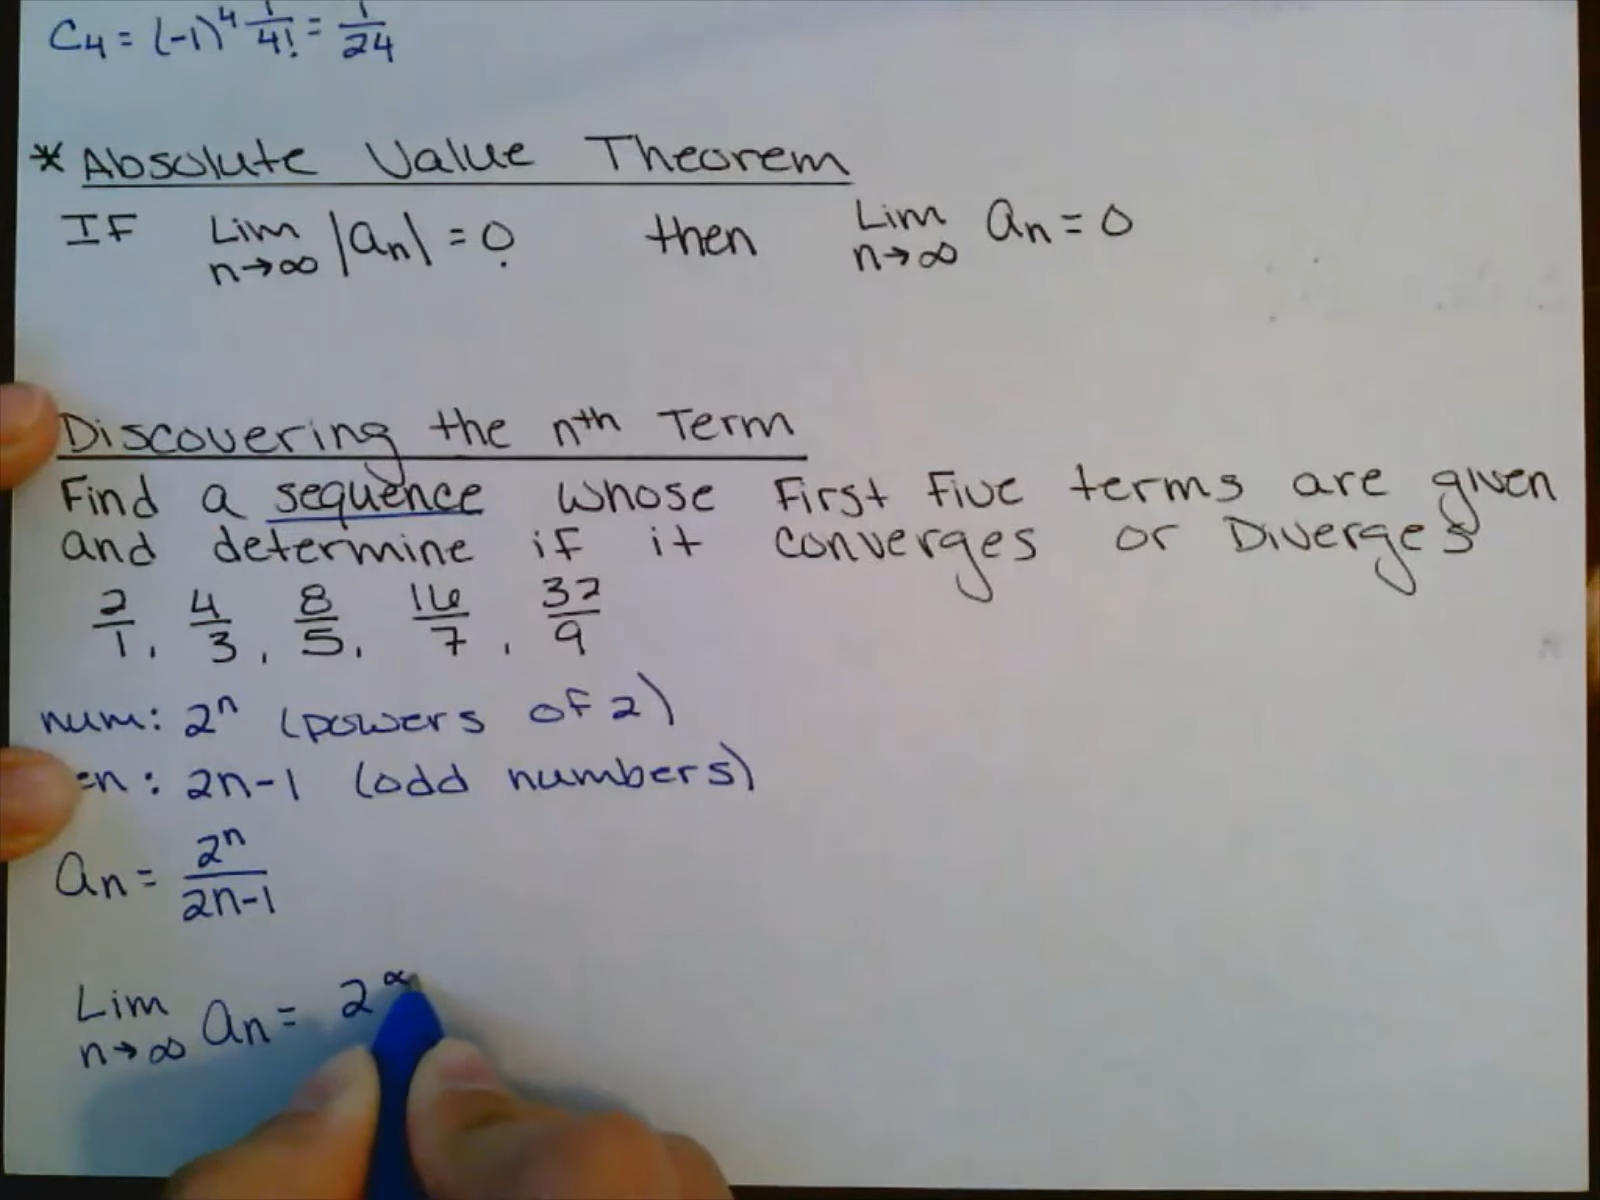 C₄ = (-1)⁴ 1/4! = 1/24
* Absolute Value Theorem
IF Lim n→∞ |an| = 0 then Lim n→∞ an = 0
Discovering the nth Term
Find a sequence whose First Five terms are given
and determine if it converges or Diverges
2/1, 4/3, 8/5, 16/7, 32/9
num: 2ⁿ (powers of 2)
en: 2n-1 (odd numbers)
an = 2ⁿ/2n-1
Lim n→∞ an = 2^∞